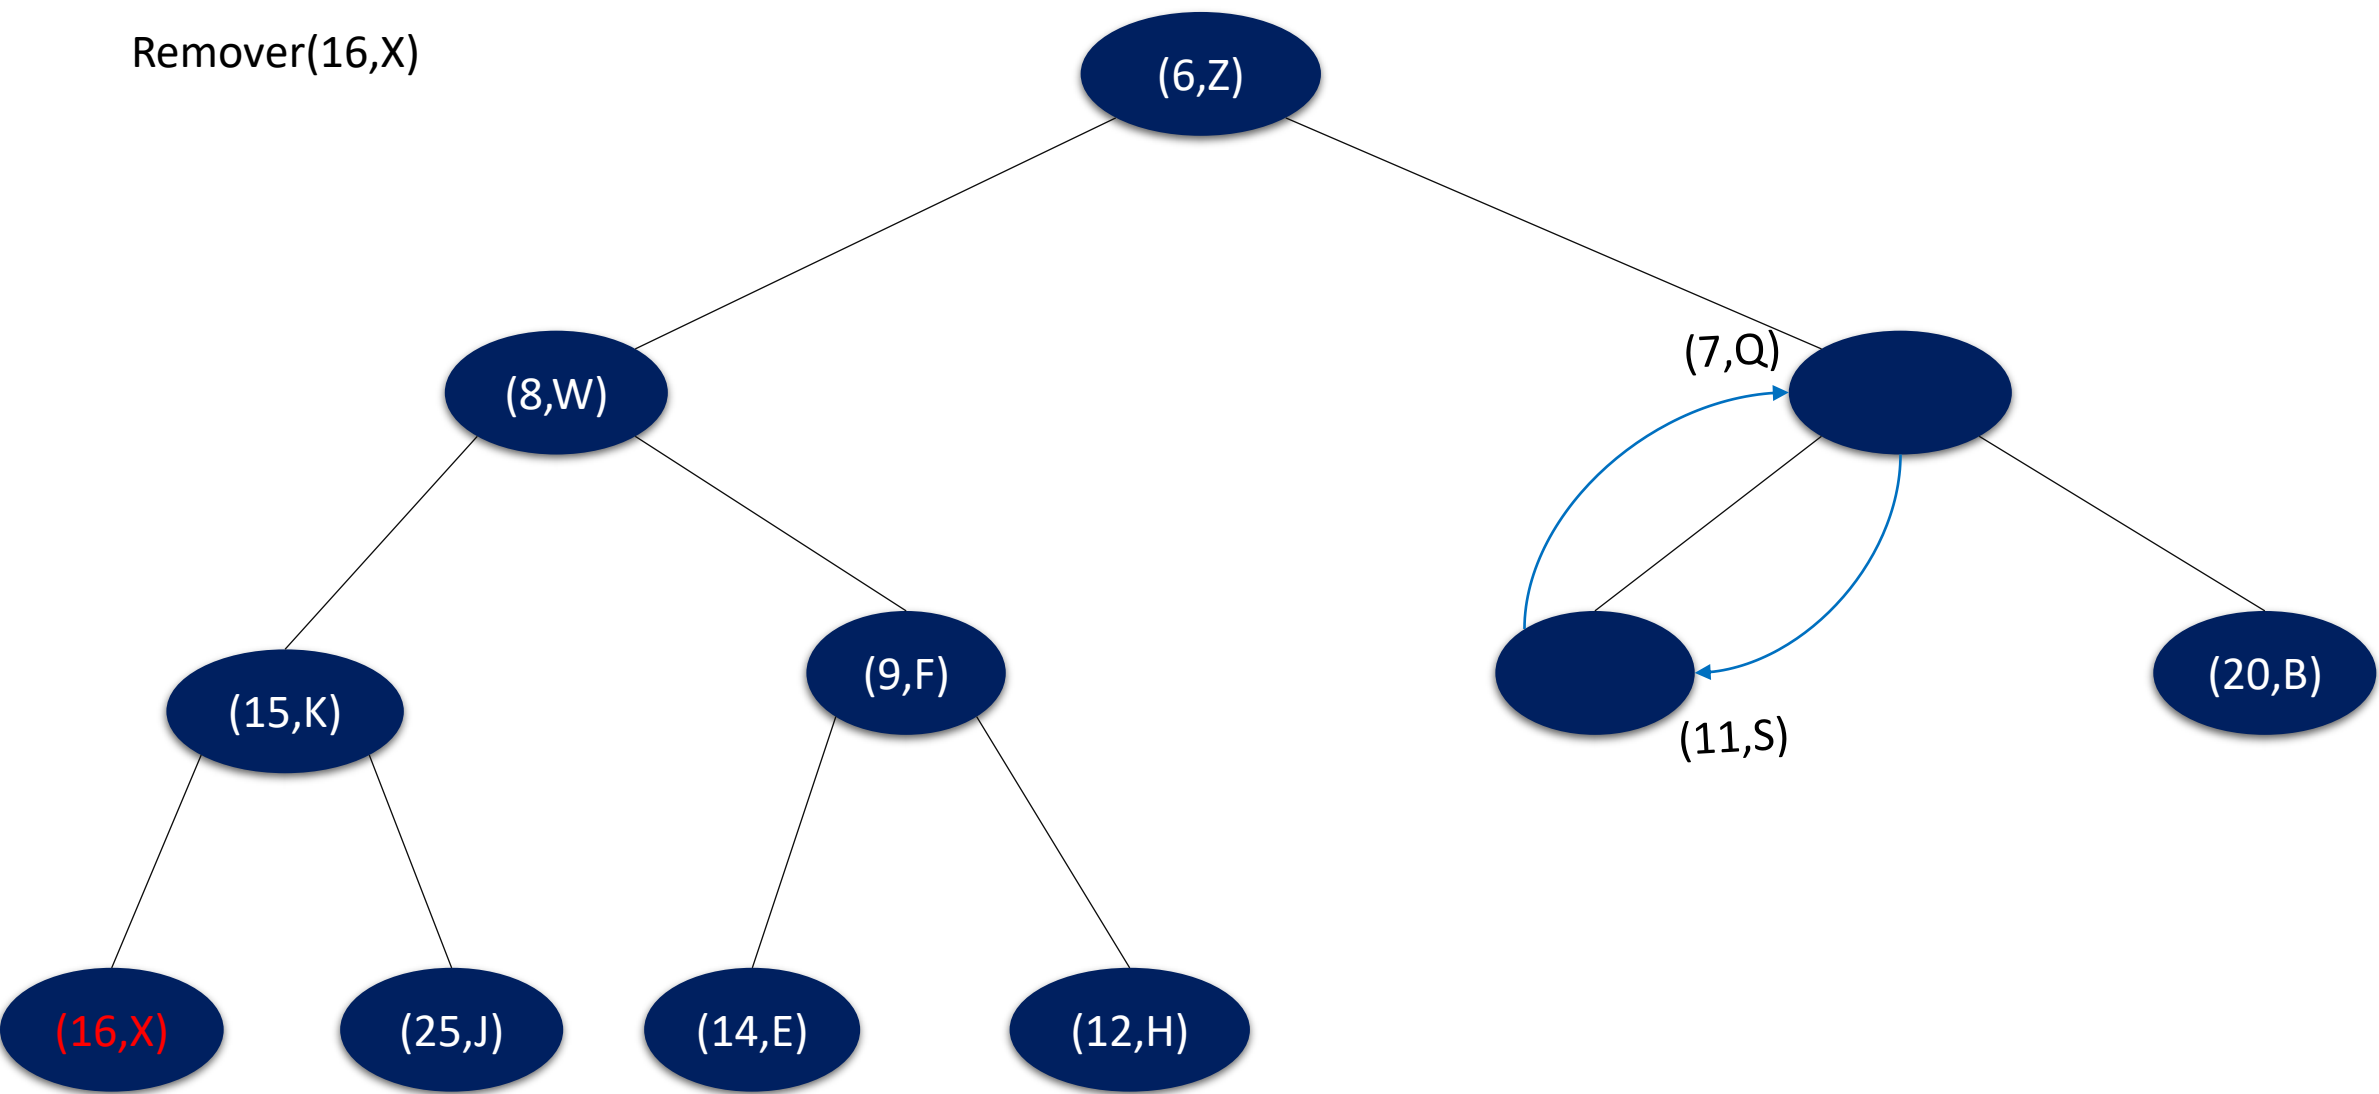 Remover(16,X)
(6,Z)
(7,Q)
(8,W)
(9,F)
(20,B)
(15,K)
(11,S)
(16,X)
(25,J)
(14,E)
(12,H)